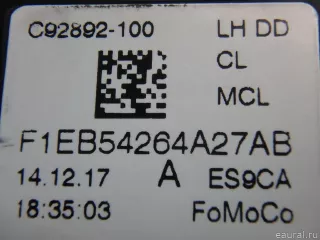 C92892-100 LH DD
CL
MCL
F1EB54264A27AB
14.12.17 A ES9CA
18:35:03 FoMoCo
© eaural.ru